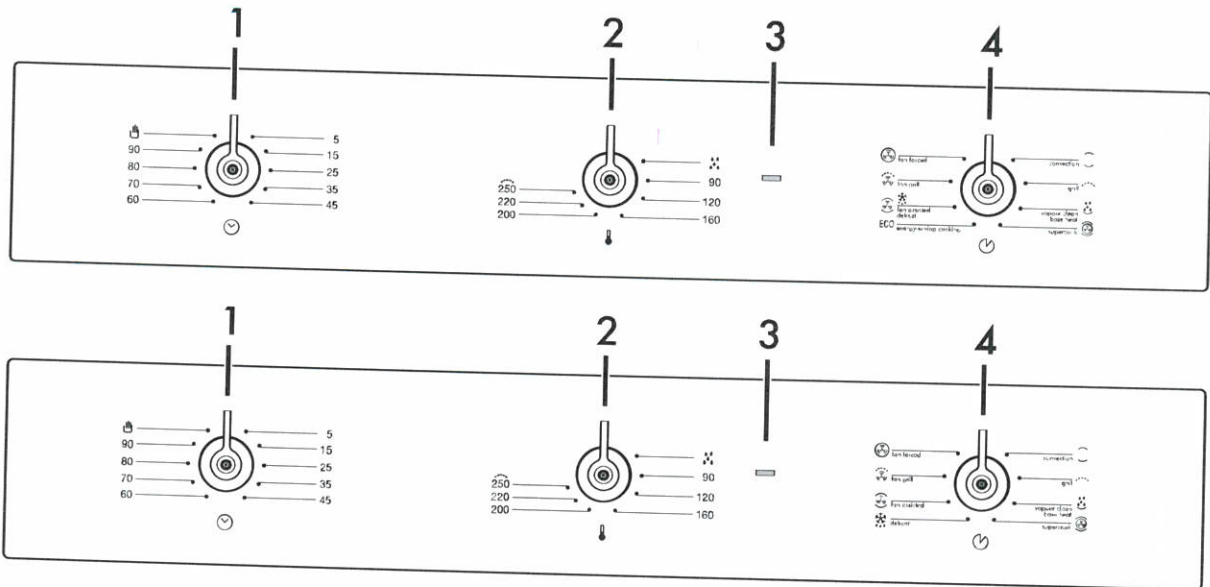 1 2 3 4
90
80
70
60
5
15
25
35
45
250
220
200
90
120
160
fan forced
fan grill
fan assisted
defrost
ECO energy-saving cooking
convection
grill
vapour clean
base heat
supercook
1 2 3 4
90
80
70
60
5
15
25
35
45
250
220
200
90
120
160
fan forced
fan grill
fan assisted
defrost
convection
grill
vapour clean
base heat
supercook